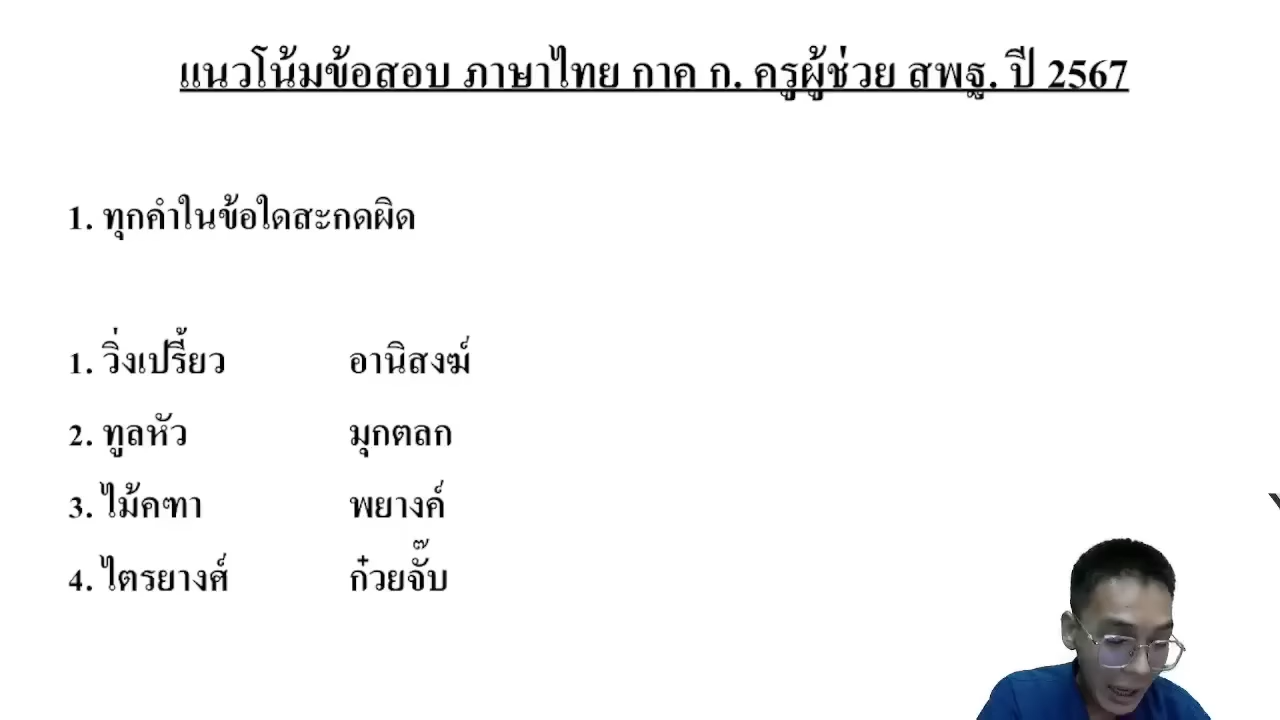 แนวโน้มข้อสอบ ภาษาไทย ภาค ก. ครูผู้ช่วย สพฐ. ปี 2567
1. ทุกคำในข้อใดสะกดผิด
1. วิ่งเปรี้ยว อานิสงฆ์
2. ทูลหัว มุกตลก
3. ไม้คฑา พยางค์
4. ไตรยางศ์ ก๋วยจั๊บ